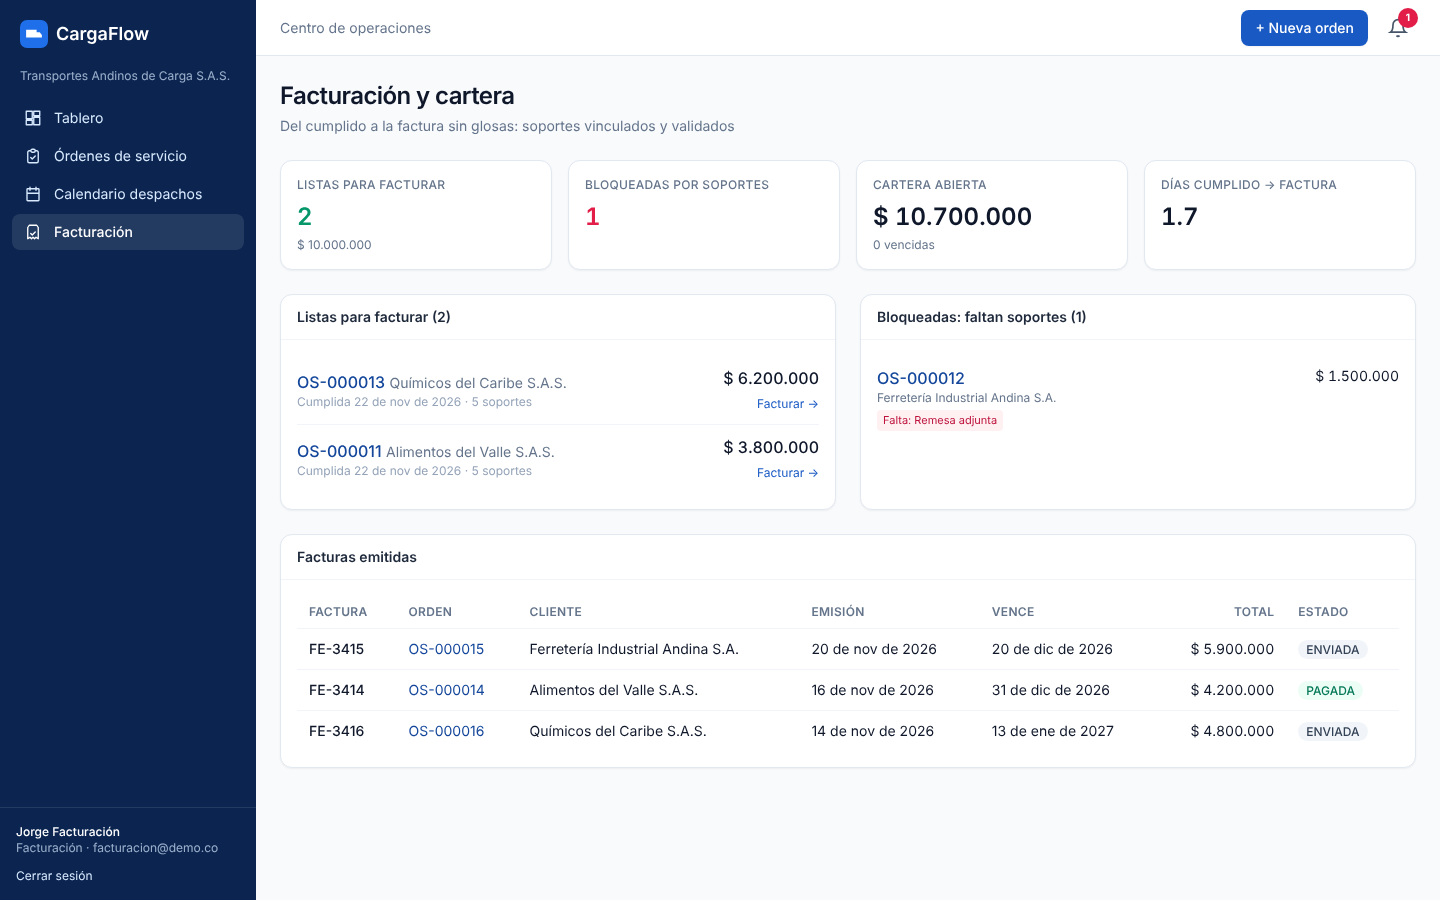 CargaFlow
Transportes Andinos de Carga S.A.S.
Tablero
Órdenes de servicio
Calendario despachos
Facturación
Jorge Facturación
Facturación · facturacion@demo.co
Cerrar sesión
Centro de operaciones
+ Nueva orden
1
Facturación y cartera
Del cumplido a la factura sin glosas: soportes vinculados y validados
LISTAS PARA FACTURAR
2
$ 10.000.000
BLOQUEADAS POR SOPORTES
1
CARTERA ABIERTA
$ 10.700.000
0 vencidas
DÍAS CUMPLIDO → FACTURA
1.7
Listas para facturar (2)
OS-000013 Químicos del Caribe S.A.S. $ 6.200.000
Cumplida 22 de nov de 2026 · 5 soportes Facturar →
OS-000011 Alimentos del Valle S.A.S. $ 3.800.000
Cumplida 22 de nov de 2026 · 5 soportes Facturar →
Bloqueadas: faltan soportes (1)
OS-000012 $ 1.500.000
Ferretería Industrial Andina S.A.
Falta: Remesa adjunta
Facturas emitidas
FACTURA ORDEN CLIENTE EMISIÓN VENCE TOTAL ESTADO
FE-3415 OS-000015 Ferretería Industrial Andina S.A. 20 de nov de 2026 20 de dic de 2026 $ 5.900.000 ENVIADA
FE-3414 OS-000014 Alimentos del Valle S.A.S. 16 de nov de 2026 31 de dic de 2026 $ 4.200.000 PAGADA
FE-3416 OS-000016 Químicos del Caribe S.A.S. 14 de nov de 2026 13 de ene de 2027 $ 4.800.000 ENVIADA